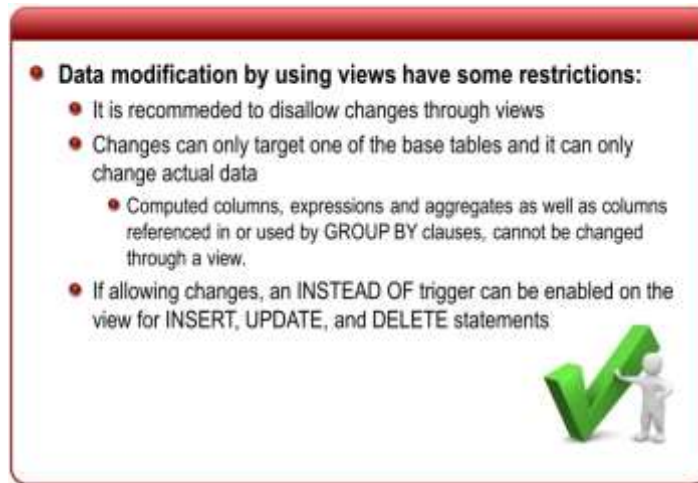 Data modification by using views have some restrictions:
It is recommeded to disallow changes through views
Changes can only target one of the base tables and it can only
change actual data
Computed columns, expressions and aggregates as well as columns
referenced in or used by GROUP BY clauses, cannot be changed
through a view.
If allowing changes, an INSTEAD OF trigger can be enabled on the
view for INSERT, UPDATE, and DELETE statements